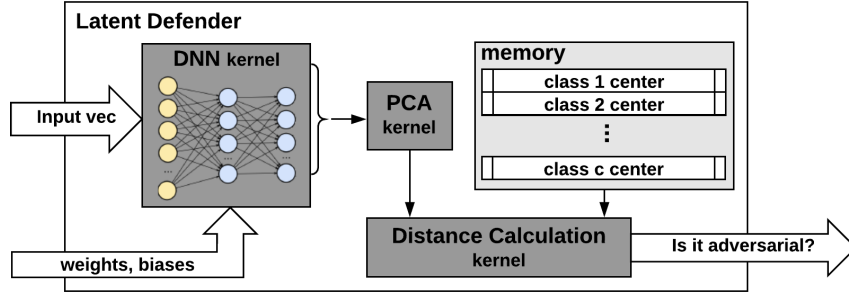 Latent Defender
DNN kernel
Input vec
...
...
...
weights, biases
PCA
kernel
memory
class 1 center
class 2 center
...
class c center
Distance Calculation
kernel
Is it adversarial?